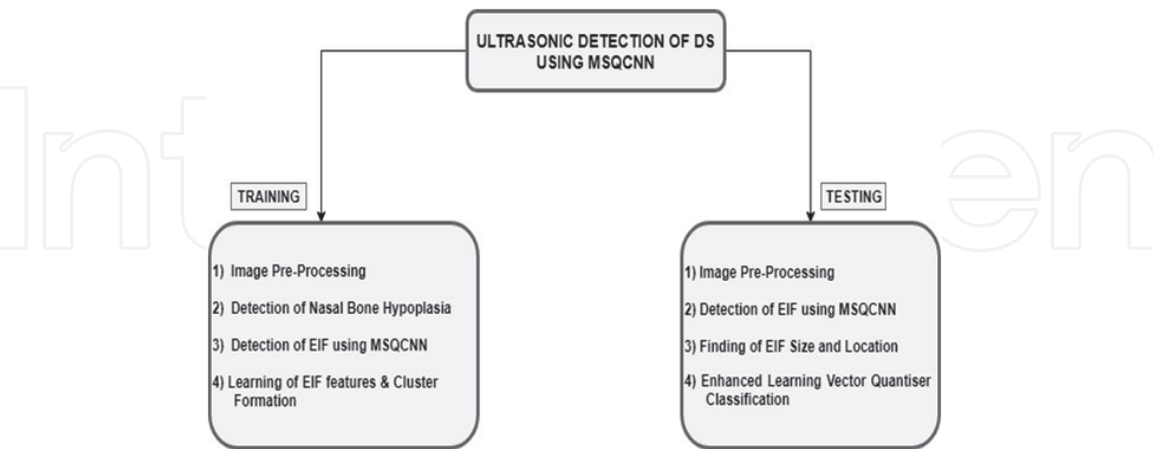 ULTRASONIC DETECTION OF DS
USING MSQCNN
TRAINING
1) Image Pre-Processing
2) Detection of Nasal Bone Hypoplasia
3) Detection of EIF using MSQCNN
4) Learning of EIF features & Cluster
Formation
TESTING
1) Image Pre-Processing
2) Detection of EIF using MSQCNN
3) Finding of EIF Size and Location
4) Enhanced Learning Vector Quantiser
Classification